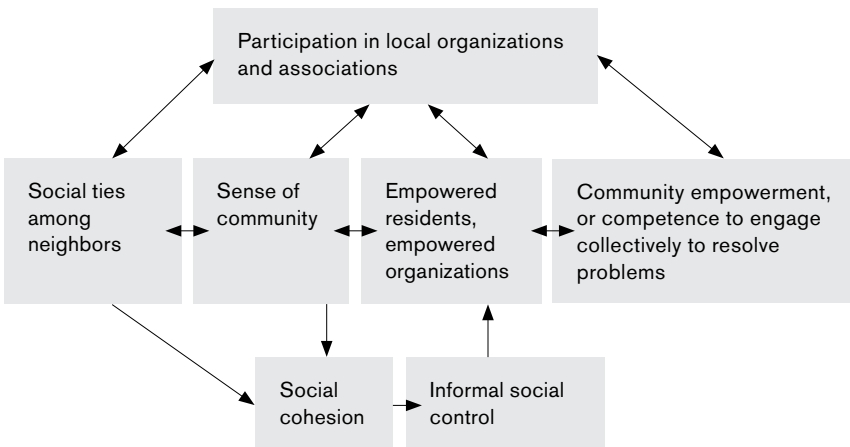 Participation in local organizations
and associations
Social ties
among
neighbors
Sense of
community
Empowered
residents,
empowered
organizations
Community empowerment,
or competence to engage
collectively to resolve
problems
Social
cohesion
Informal social
control